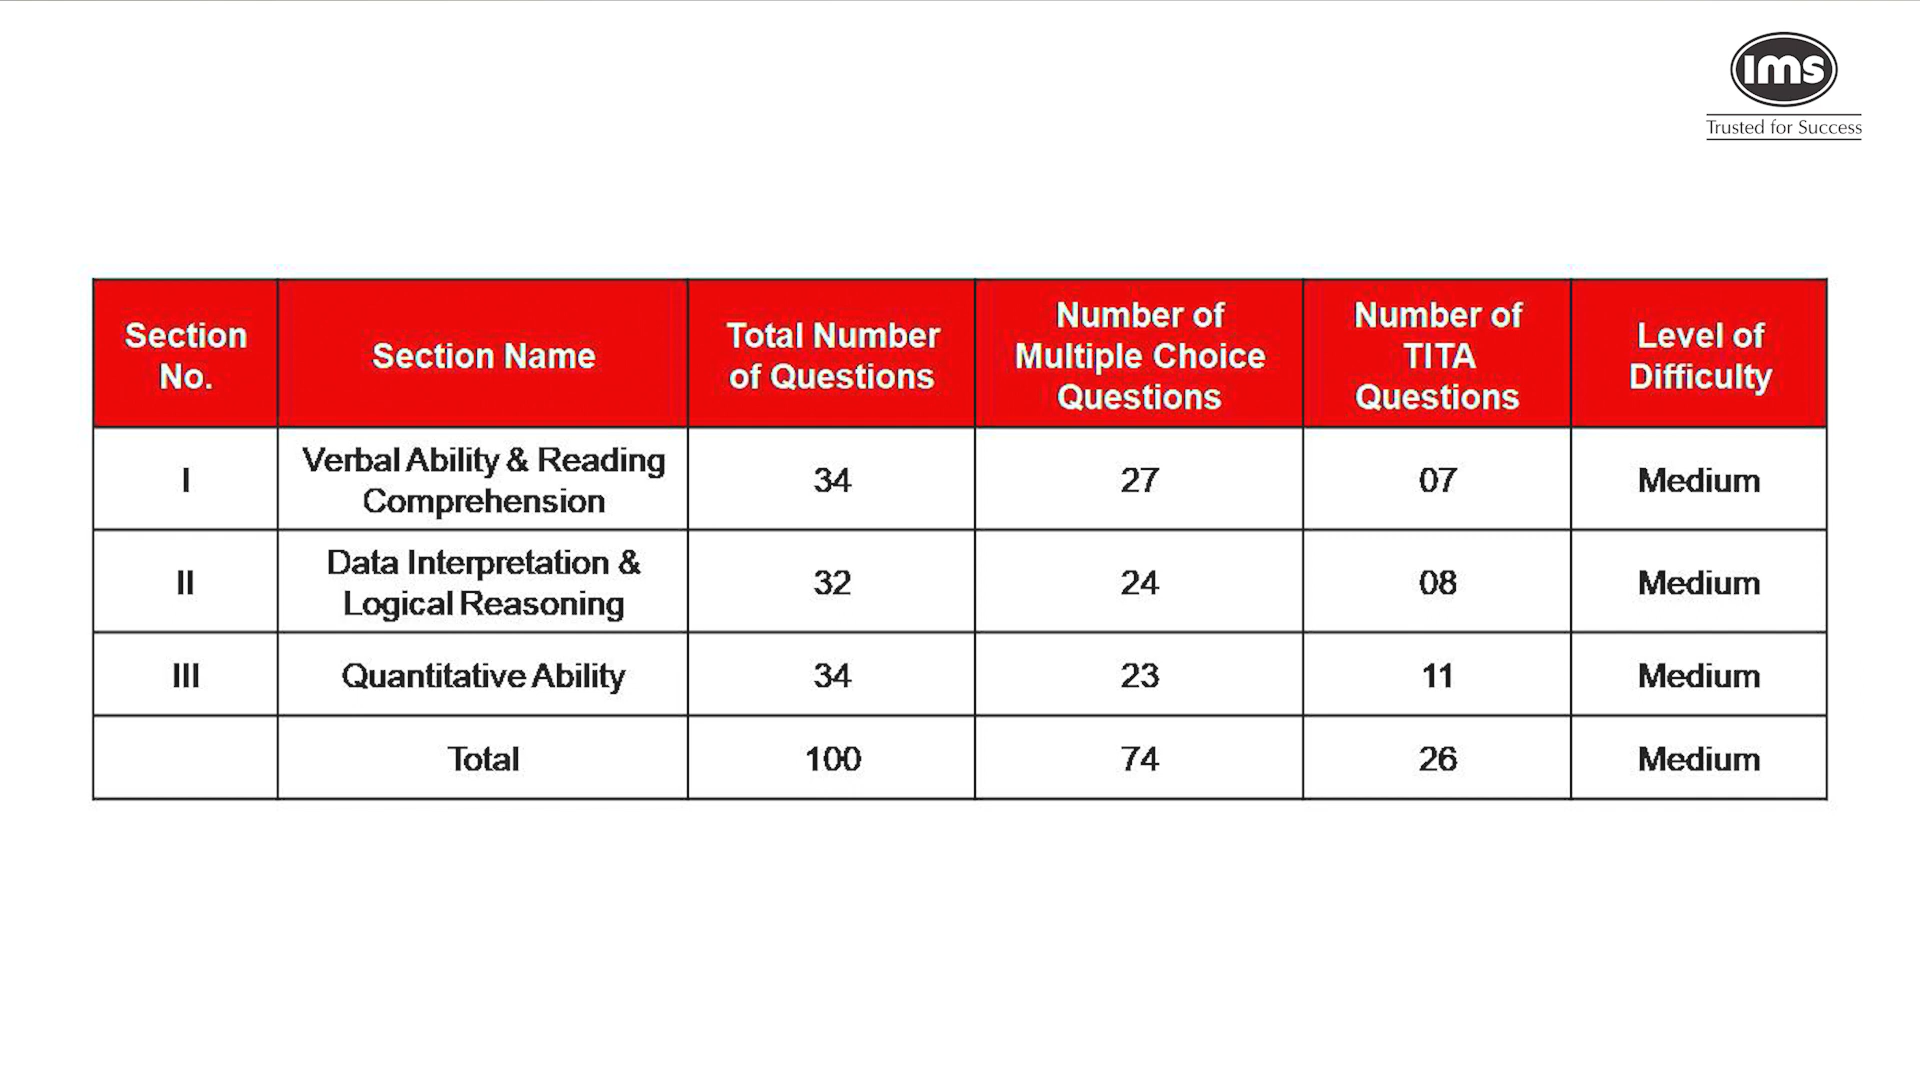 ims
Trusted for Success
Section
No.
Section Name
Total Number
of Questions
Number of
Multiple Choice
Questions
Number of
TITA
Questions
Level of
Difficulty
I
Verbal Ability & Reading
Comprehension
34
27
07
Medium
II
Data Interpretation &
Logical Reasoning
32
24
08
Medium
III
Quantitative Ability
34
23
11
Medium
Total
100
74
26
Medium